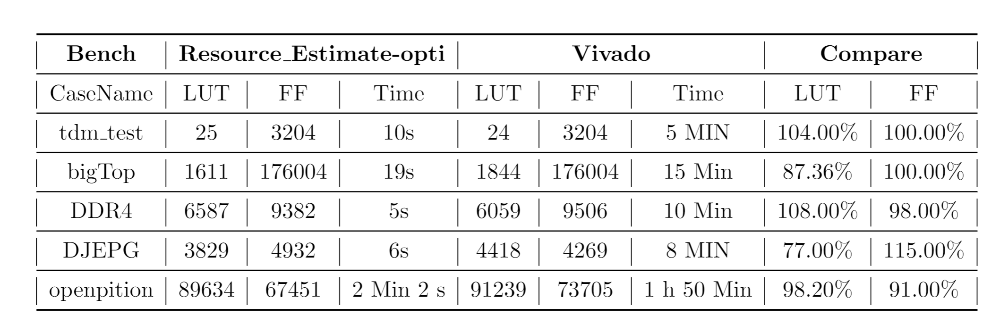 Bench Resource_Estimate-opti Vivado Compare
CaseName LUT FF Time LUT FF Time LUT FF
tdm_test 25 3204 10s 24 3204 5 MIN 104.00% 100.00%
bigTop 1611 176004 19s 1844 176004 15 Min 87.36% 100.00%
DDR4 6587 9382 5s 6059 9506 10 Min 108.00% 98.00%
DJEPG 3829 4932 6s 4418 4269 8 MIN 77.00% 115.00%
openpition 89634 67451 2 Min 2 s 91239 73705 1 h 50 Min 98.20% 91.00%